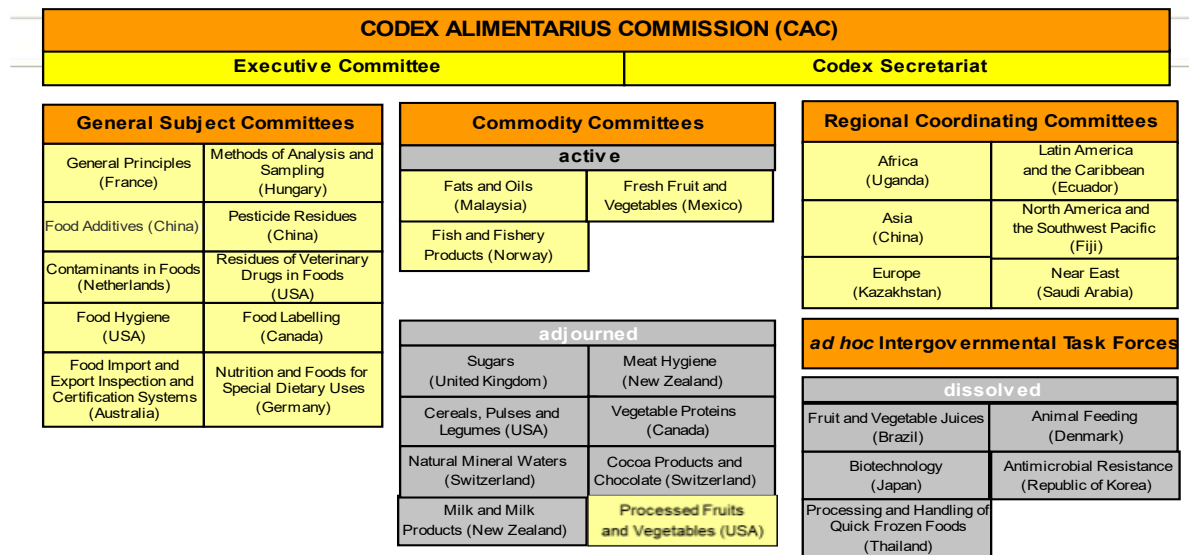 CODEX ALIMENTARIUS COMMISSION (CAC)
Executive Committee
Codex Secretariat
General Subject Committees
General Principles
(France)
Methods of Analysis and
Sampling
(Hungary)
Food Additives (China)
Pesticide Residues
(China)
Contaminants in Foods
(Netherlands)
Residues of Veterinary
Drugs in Foods
(USA)
Food Hygiene
(USA)
Food Labelling
(Canada)
Food Import and
Export Inspection and
Certification Systems
(Australia)
Nutrition and Foods for
Special Dietary Uses
(Germany)
Commodity Committees
active
Fats and Oils
(Malaysia)
Fresh Fruit and
Vegetables (Mexico)
Fish and Fishery
Products (Norway)
adjourned
Sugars
(United Kingdom)
Meat Hygiene
(New Zealand)
Cereals, Pulses and
Legumes (USA)
Vegetable Proteins
(Canada)
Natural Mineral Waters
(Switzerland)
Cocoa Products and
Chocolate (Switzerland)
Milk and Milk
Products (New Zealand)
Processed Fruits
and Vegetables (USA)
Regional Coordinating Committees
Africa
(Uganda)
Latin America
and the Caribbean
(Ecuador)
Asia
(China)
North America and
the Southwest Pacific
(Fiji)
Europe
(Kazakhstan)
Near East
(Saudi Arabia)
ad hoc Intergovernmental Task Forces
dissolved
Fruit and Vegetable Juices
(Brazil)
Animal Feeding
(Denmark)
Biotechnology
(Japan)
Antimicrobial Resistance
(Republic of Korea)
Processing and Handling of
Quick Frozen Foods
(Thailand)